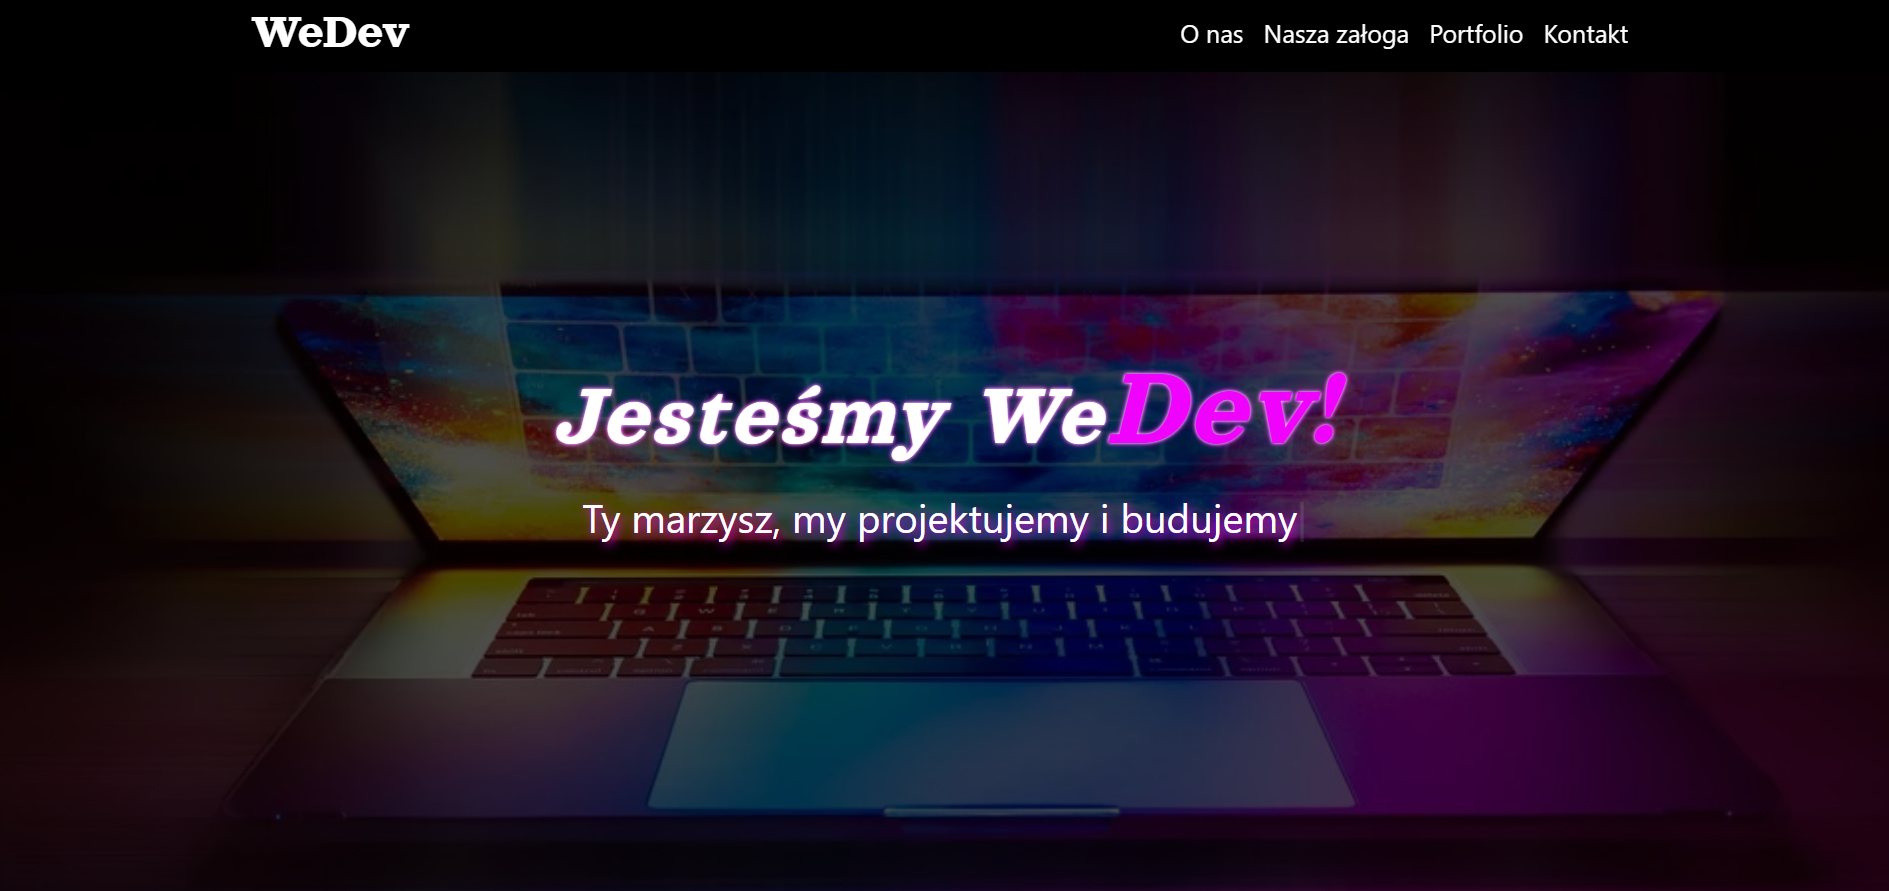 WeDev
O nas Nasza załoga Portfolio Kontakt
Jesteśmy WeDev!
Ty marzysz, my projektujemy i budujemy